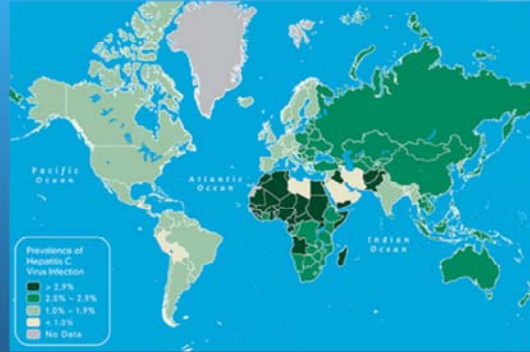 Pacific
Ocean
Atlantic
Ocean
Indian
Ocean
Prevalence of
Hepatitis C
Virus Infection
> 2.9%
2.0% – 2.9%
1.0% – 1.9%
< 1.0%
No Data